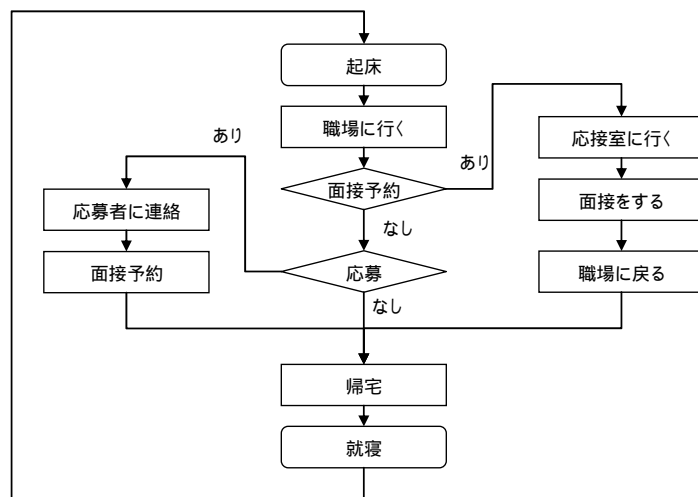 起床
職場に行く
面接予約
あり
応接室に行く
面接をする
職場に戻る
なし
応募
あり
応募者に連絡
面接予約
なし
帰宅
就寝